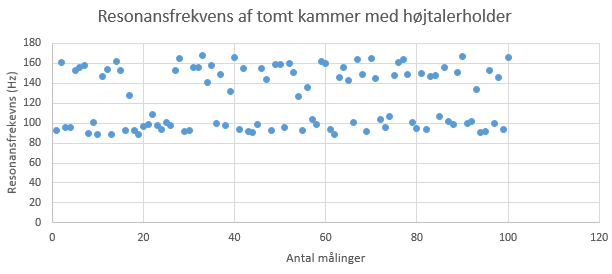 Resonansfrekvens af tomt kammer med højtalerholder
Resonansfrekevns (Hz)
180
160
140
120
100
80
60
40
20
0
0 20 40 60 80 100 120
Antal målinger